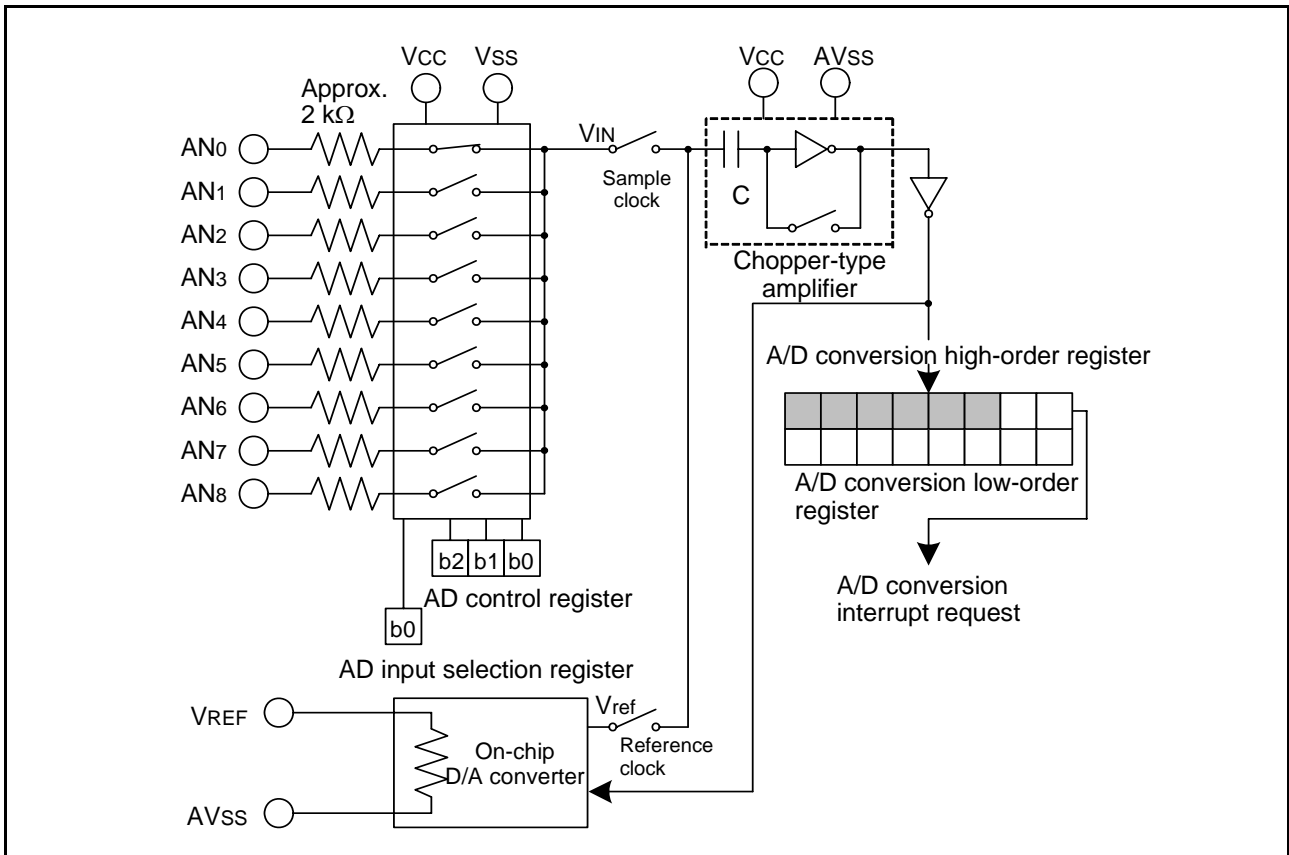 VCC
VSS
VCC
AVSS
Approx.
2 kΩ
AN0
VIN
AN1
Sample
clock
C
AN2
Chopper-type
amplifier
AN3
AN4
A/D conversion high-order register
AN5
AN6
AN7
AN8
A/D conversion low-order
register
b2 b1 b0
AD control register
A/D conversion
interrupt request
b0
AD input selection register
VREF
Vref
On-chip
D/A converter
Reference
clock
AVSS